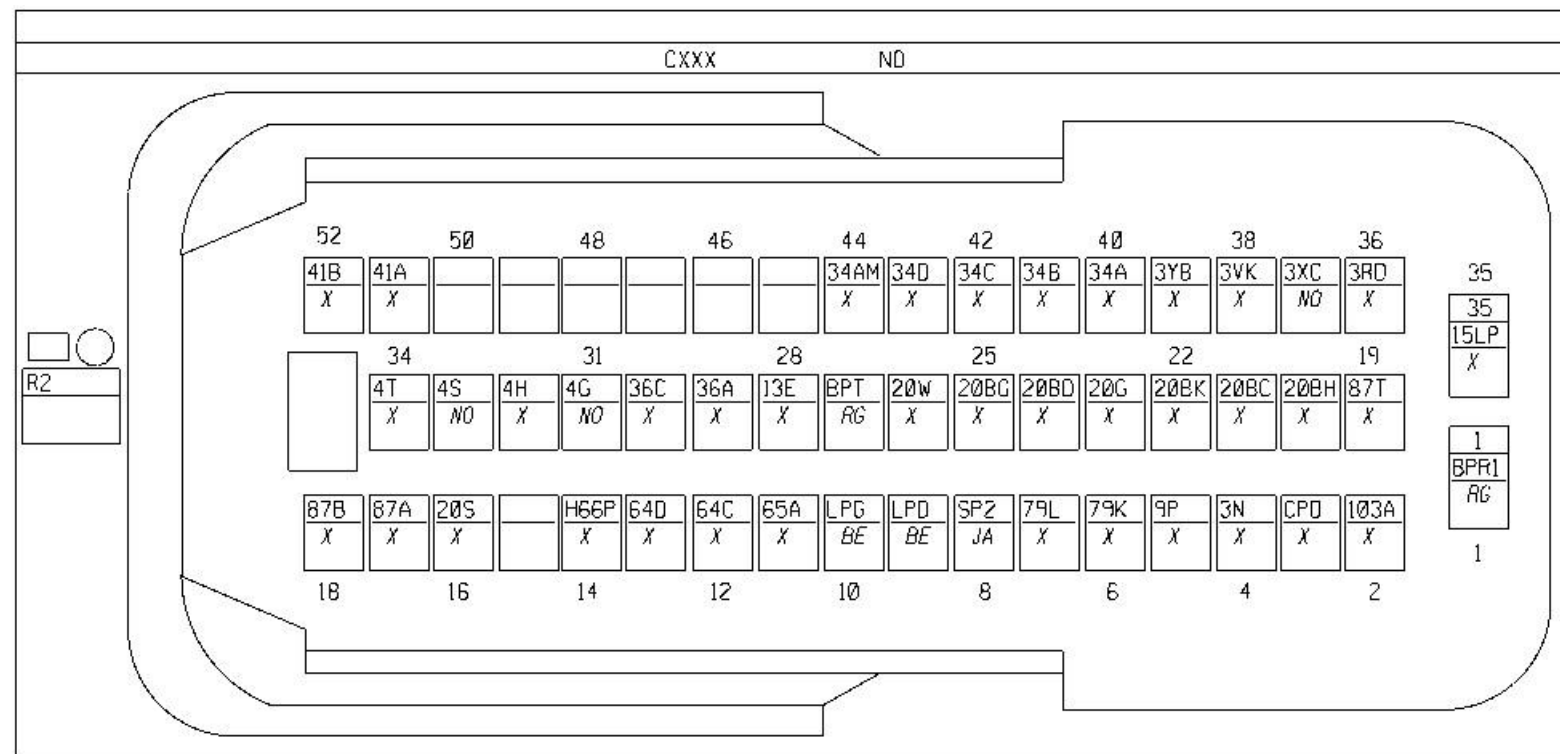 CXXX NO
52 50 48 46 44 42 40 38 36
41B 41A 34AM 34D 34C 34B 34A 3YB 3VK 3XC 3RD
X X X X X X X X X NO X
35
35
15LP
X
34 31 28 25 22 19
4T 4S 4H 4G 36C 36A 13E BPT 20W 20BG 20BD 20G 20BK 20BC 20BH 87T
X NO X NO X X X RG X X X X X X X X
R2
1
BPR1
RG
1
87B 87A 20S H66P 64D 64C 65A LPG LPD SP2 79L 79K 9P 3N CPD 103A
X X X X X X X BE BE JA X X X X X X
18 16 14 12 10 8 6 4 2